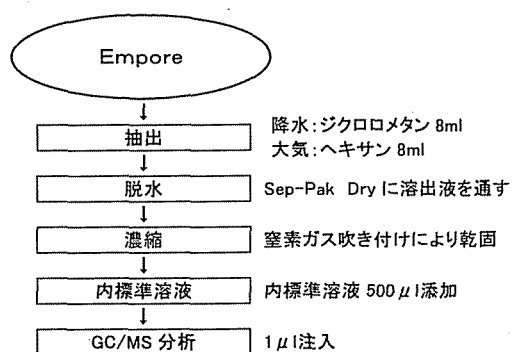 Empore
抽出
降水:ジクロロメタン 8ml
大気:ヘキサン 8ml
脱水
Sep-Pak Dry に溶出液を通す
濃縮
窒素ガス吹き付けにより乾固
内標準溶液
内標準溶液 500μl添加
GC/MS 分析
1μl注入